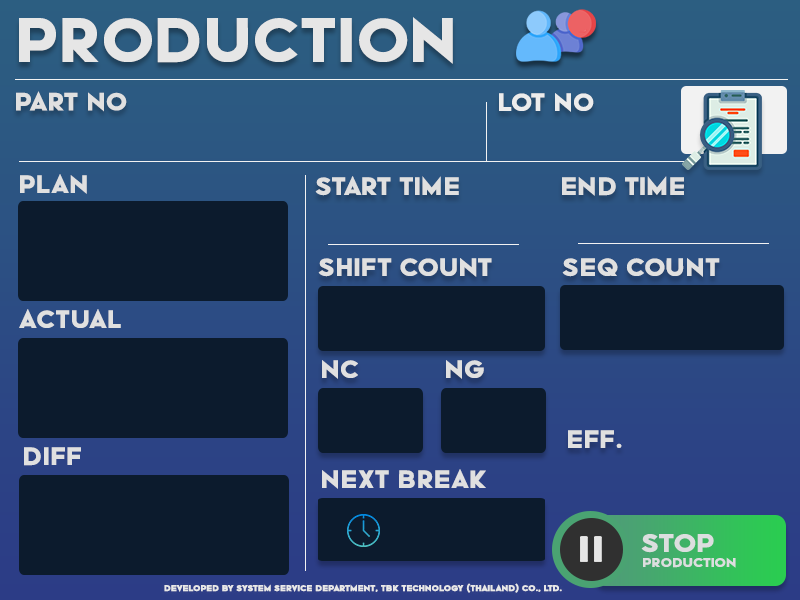 PRODUCTION
PART NO
LOT NO
PLAN
START TIME
END TIME
SHIFT COUNT
SEQ COUNT
ACTUAL
NC
NG
EFF.
DIFF
NEXT BREAK
STOP
PRODUCTION
DEVELOPED BY SYSTEM SERVICE DEPARTMENT, TBK TECHNOLOGY (THAILAND) CO., LTD.